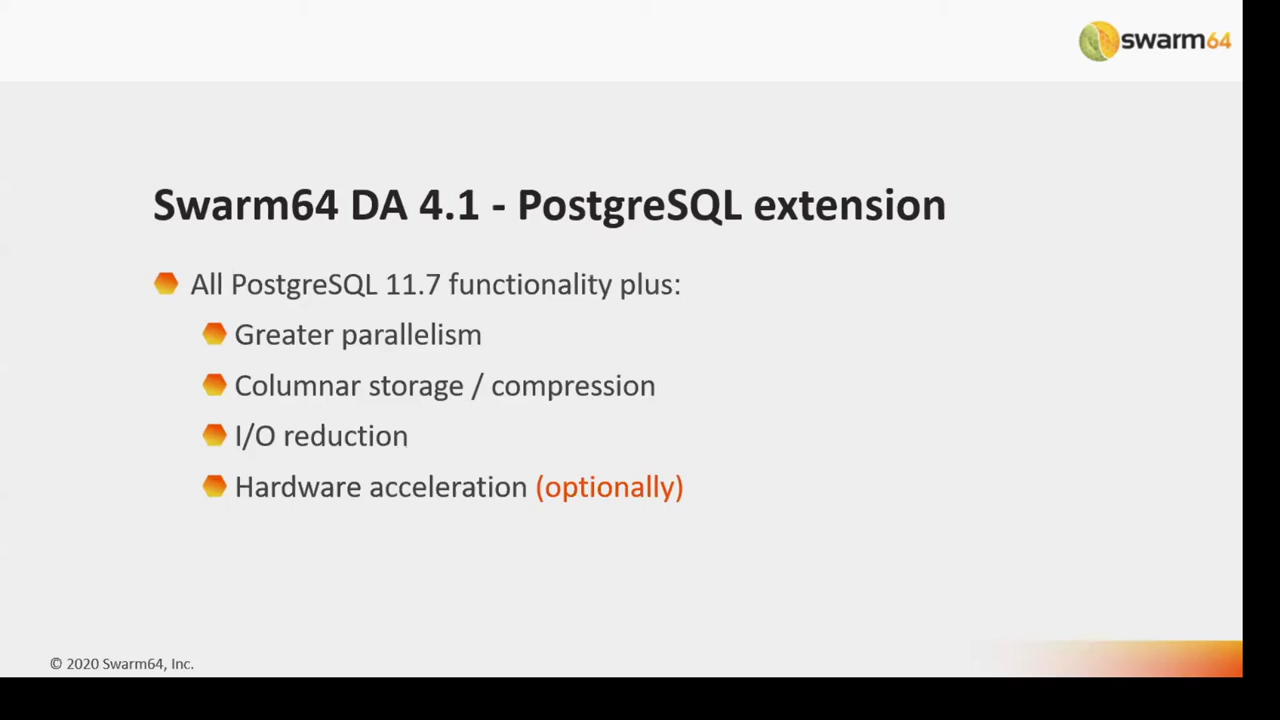 swarm64
Swarm64 DA 4.1 - PostgreSQL extension
All PostgreSQL 11.7 functionality plus:
Greater parallelism
Columnar storage / compression
I/O reduction
Hardware acceleration (optionally)
© 2020 Swarm64, Inc.